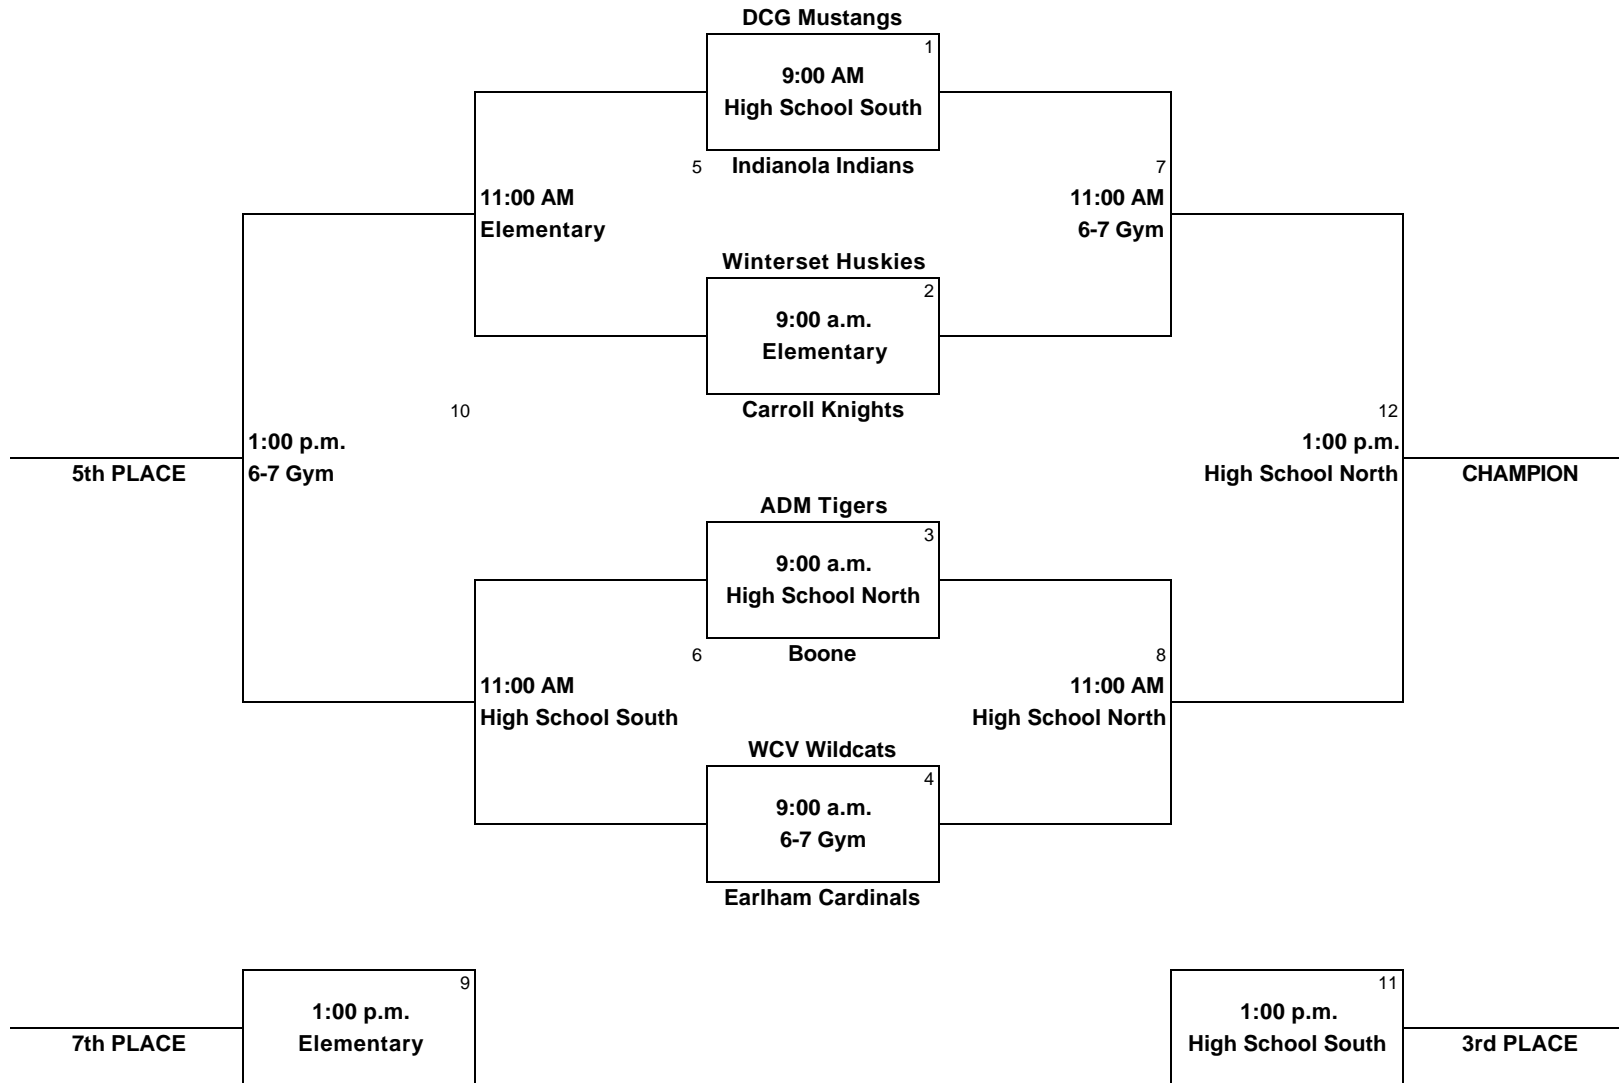 DCG Mustangs
1
9:00 AM
High School South
Indianola Indians
5
7
11:00 AM
Elementary
11:00 AM
6-7 Gym
Winterset Huskies
2
9:00 a.m.
Elementary
Carroll Knights
10
12
1:00 p.m.
6-7 Gym
5th PLACE
1:00 p.m.
High School North
CHAMPION
ADM Tigers
3
9:00 a.m.
High School North
Boone
6
8
11:00 AM
High School South
11:00 AM
High School North
WCV Wildcats
4
9:00 a.m.
6-7 Gym
Earlham Cardinals
9
1:00 p.m.
Elementary
7th PLACE
11
1:00 p.m.
High School South
3rd PLACE